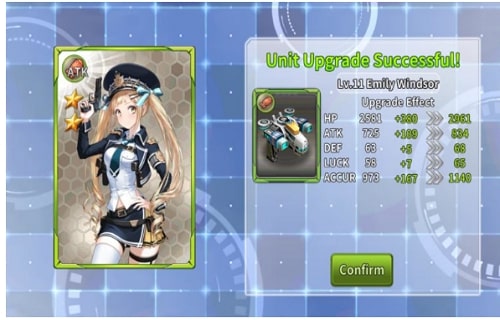 ATK
Unit Upgrade Successful!
Lv.11 Emily Windsor
Upgrade Effect
HP 2581 +380 2961
ATK 725 +109 834
DEF 63 +5 68
LUCK 58 +7 65
ACCUR 973 +167 1140
Confirm